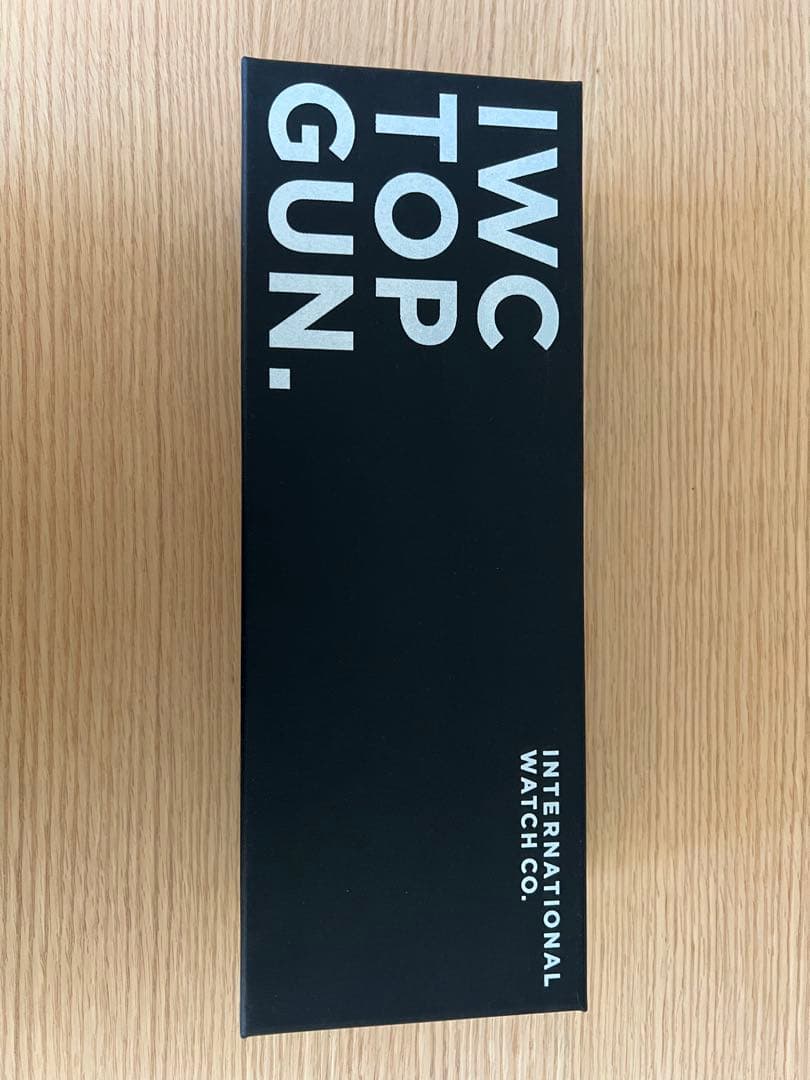 IWC
TOP
GUN.
INTERNATIONAL
WATCH CO.